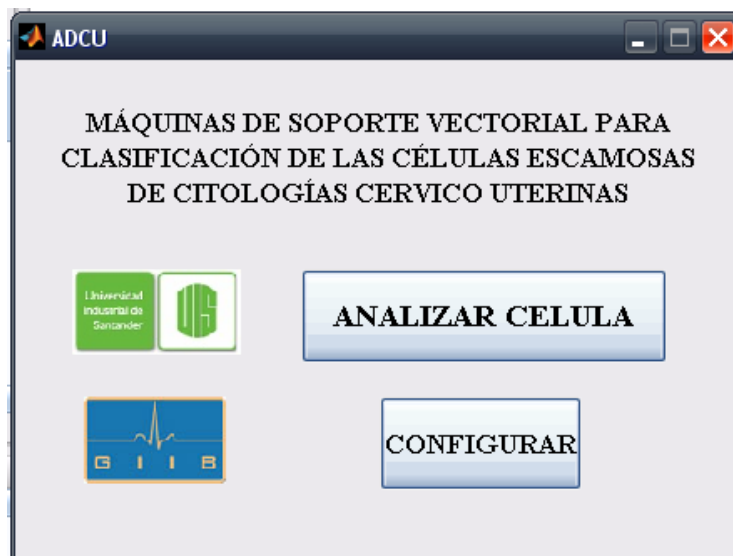 ADCU
MÁQUINAS DE SOPORTE VECTORIAL PARA
CLASIFICACIÓN DE LAS CÉLULAS ESCAMOSAS
DE CITOLOGÍAS CERVICO UTERINAS
Universidad
Industrial de
Santander
UIS
ANALIZAR CELULA
G I I B
CONFIGURAR